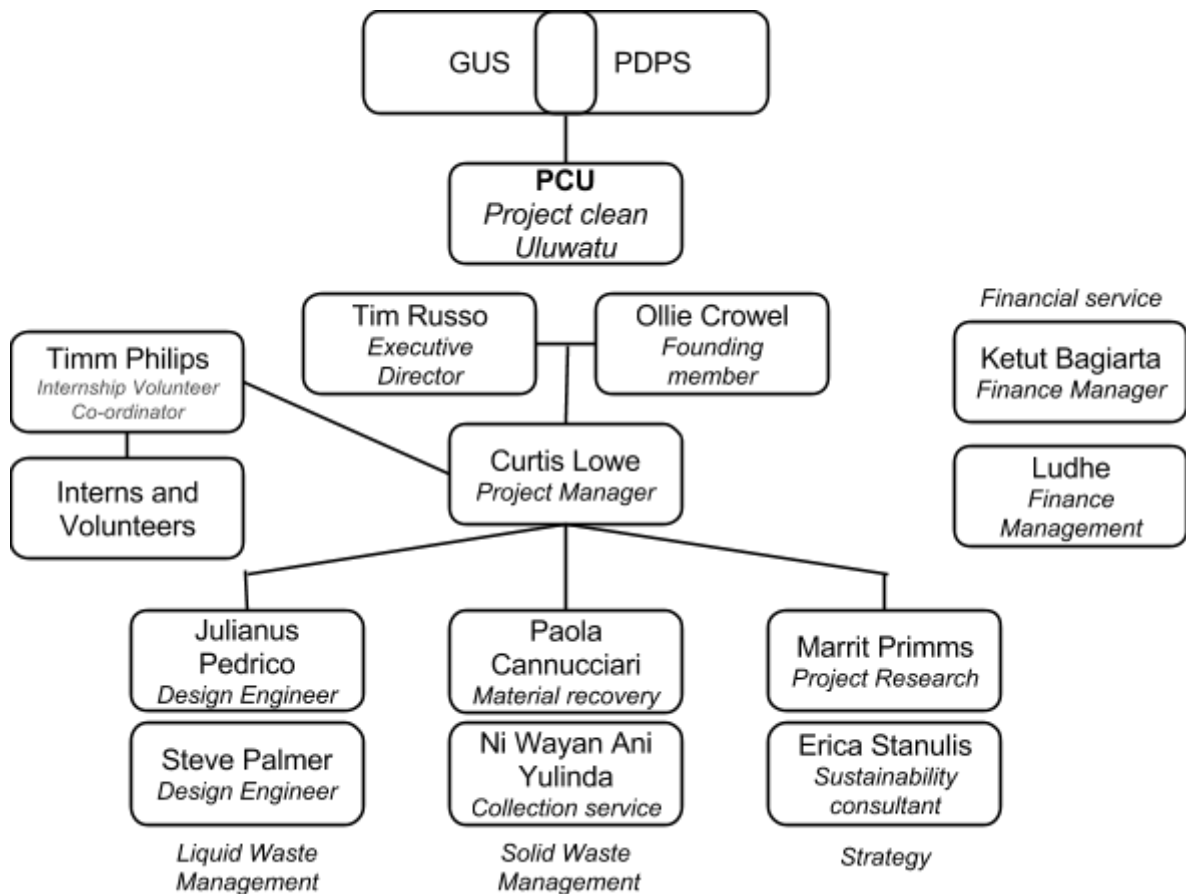 GUS
PDPS
PCU
Project clean
Uluwatu
Tim Russo
Executive
Director
Ollie Crowel
Founding
member
Financial service
Timm Philips
Internship Volunteer
Co-ordinator
Ketut Bagiarta
Finance Manager
Interns and
Volunteers
Curtis Lowe
Project Manager
Ludhe
Finance
Management
Julianus
Pedrico
Design Engineer
Paola
Cannucciari
Material recovery
Marrit Primms
Project Research
Steve Palmer
Design Engineer
Ni Wayan Ani
Yulinda
Collection service
Erica Stanulis
Sustainability
consultant
Liquid Waste
Management
Solid Waste
Management
Strategy